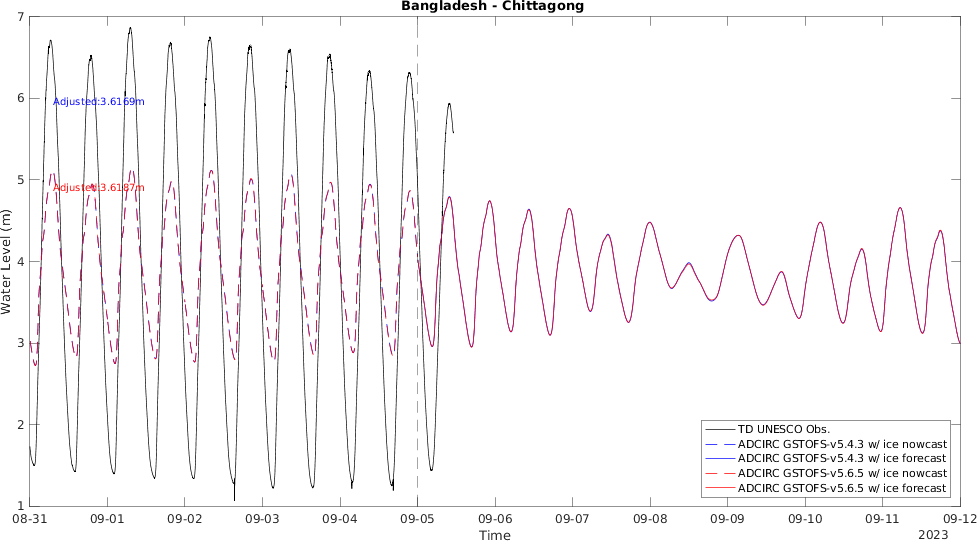 Bangladesh - Chittagong
7
6
5
4
3
2
1
Water Level (m)
Adjusted:3.6169m
Adjusted:3.6187m
TD UNESCO Obs.
ADCIRC GSTOFS-v5.4.3 w/ ice nowcast
ADCIRC GSTOFS-v5.4.3 w/ ice forecast
ADCIRC GSTOFS-v5.6.5 w/ ice nowcast
ADCIRC GSTOFS-v5.6.5 w/ ice forecast
08-31 09-01 09-02 09-03 09-04 09-05 09-06 09-07 09-08 09-09 09-10 09-11 09-12
Time
2023